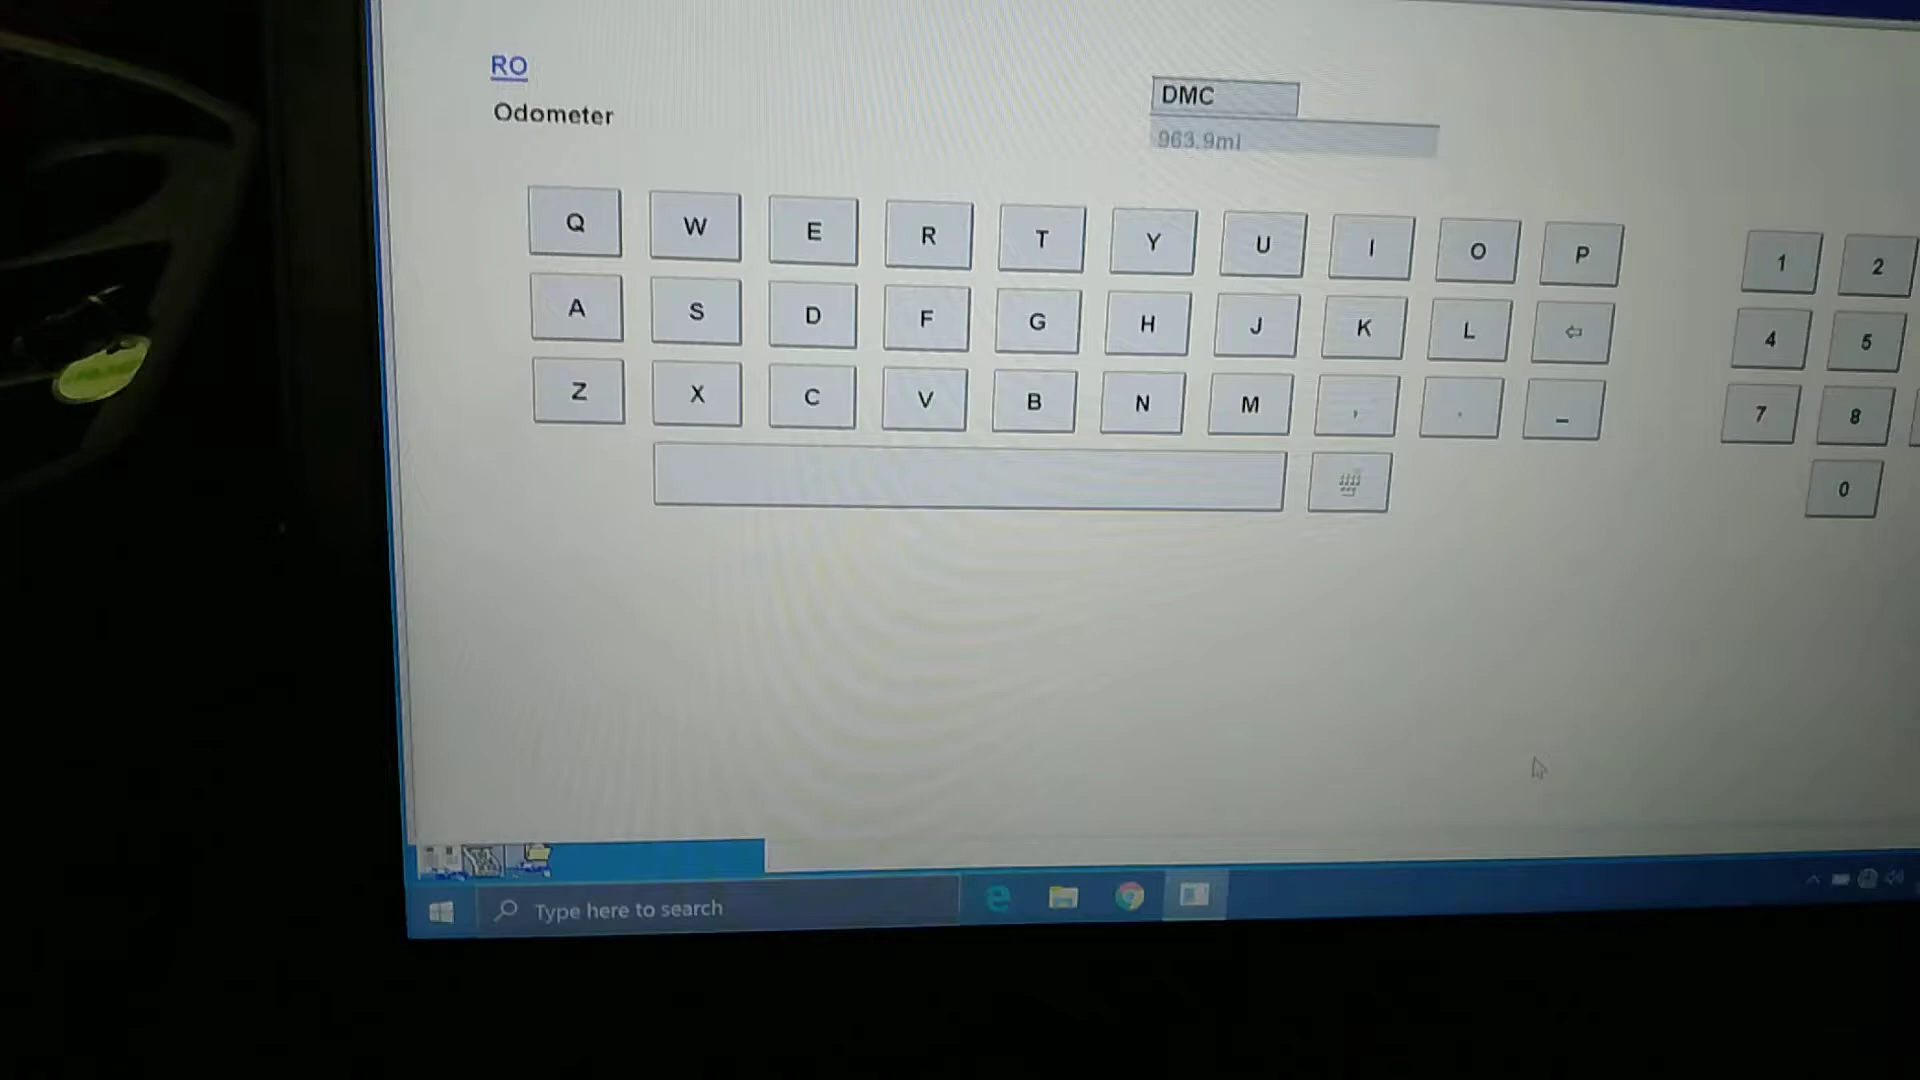 RO
DMC
Odometer
963.9mi
Q W E R T Y U I O P 1 2
A S D F G H J K L 4 5
Z X C V B N M , . _ 7 8
0
Type here to search